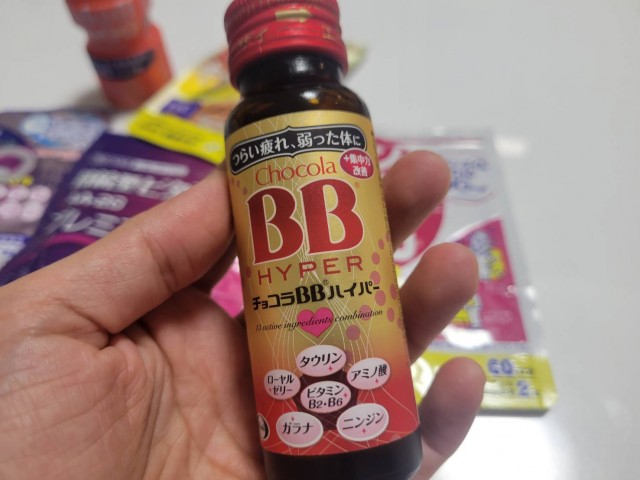 つらい疲れ、弱った体に
+集中力
改善
Chocola
BB®
HYPER
チョコラBB®ハイパー
13 active ingredients combination
タウリン
ローヤル
ゼリー
アミノ酸
ビタミン
B2・B6
ガラナ
ニンジン
60